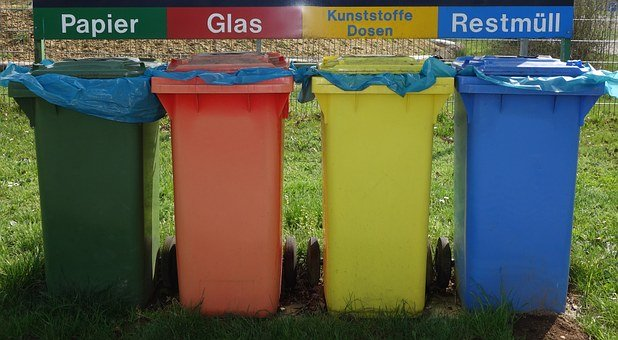 Papier
Glas
Kunststoffe
Dosen
Restmüll